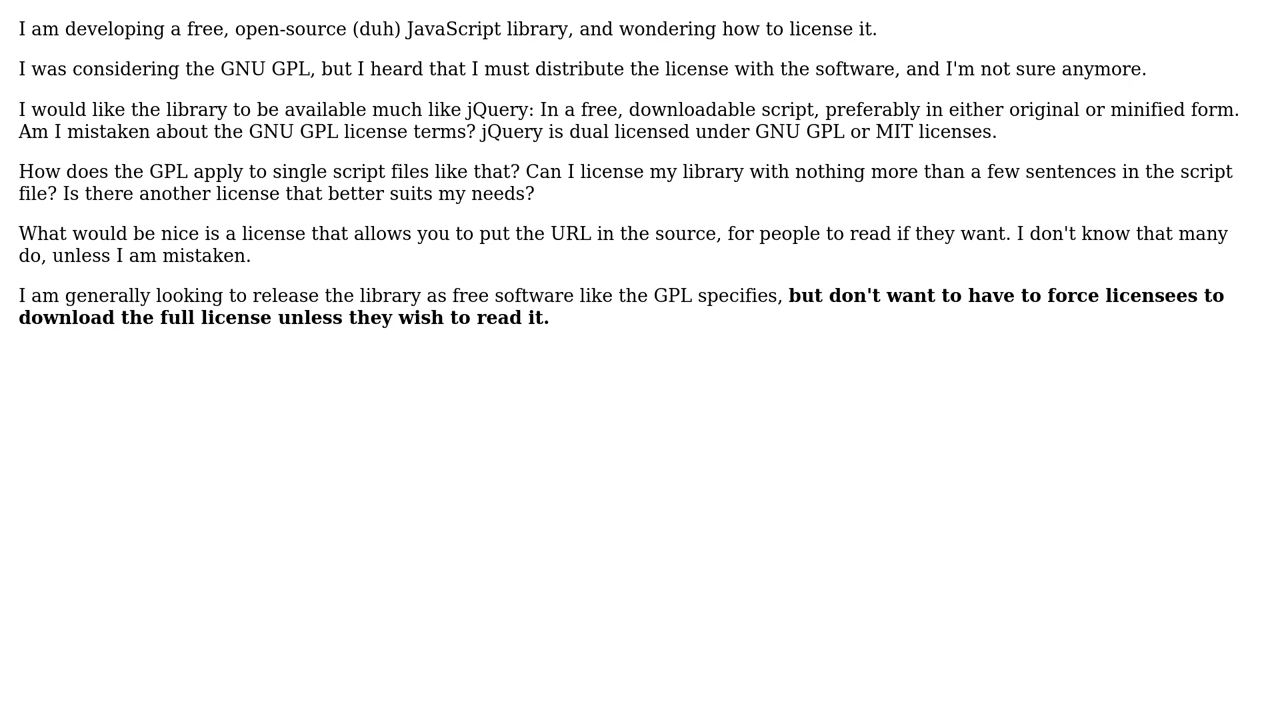 I am developing a free, open-source (duh) JavaScript library, and wondering how to license it.
I was considering the GNU GPL, but I heard that I must distribute the license with the software, and I'm not sure anymore.
I would like the library to be available much like jQuery: In a free, downloadable script, preferably in either original or minified form.
Am I mistaken about the GNU GPL license terms? jQuery is dual licensed under GNU GPL or MIT licenses.
How does the GPL apply to single script files like that? Can I license my library with nothing more than a few sentences in the script
file? Is there another license that better suits my needs?
What would be nice is a license that allows you to put the URL in the source, for people to read if they want. I don't know that many
do, unless I am mistaken.
I am generally looking to release the library as free software like the GPL specifies, but don't want to have to force licensees to
download the full license unless they wish to read it.